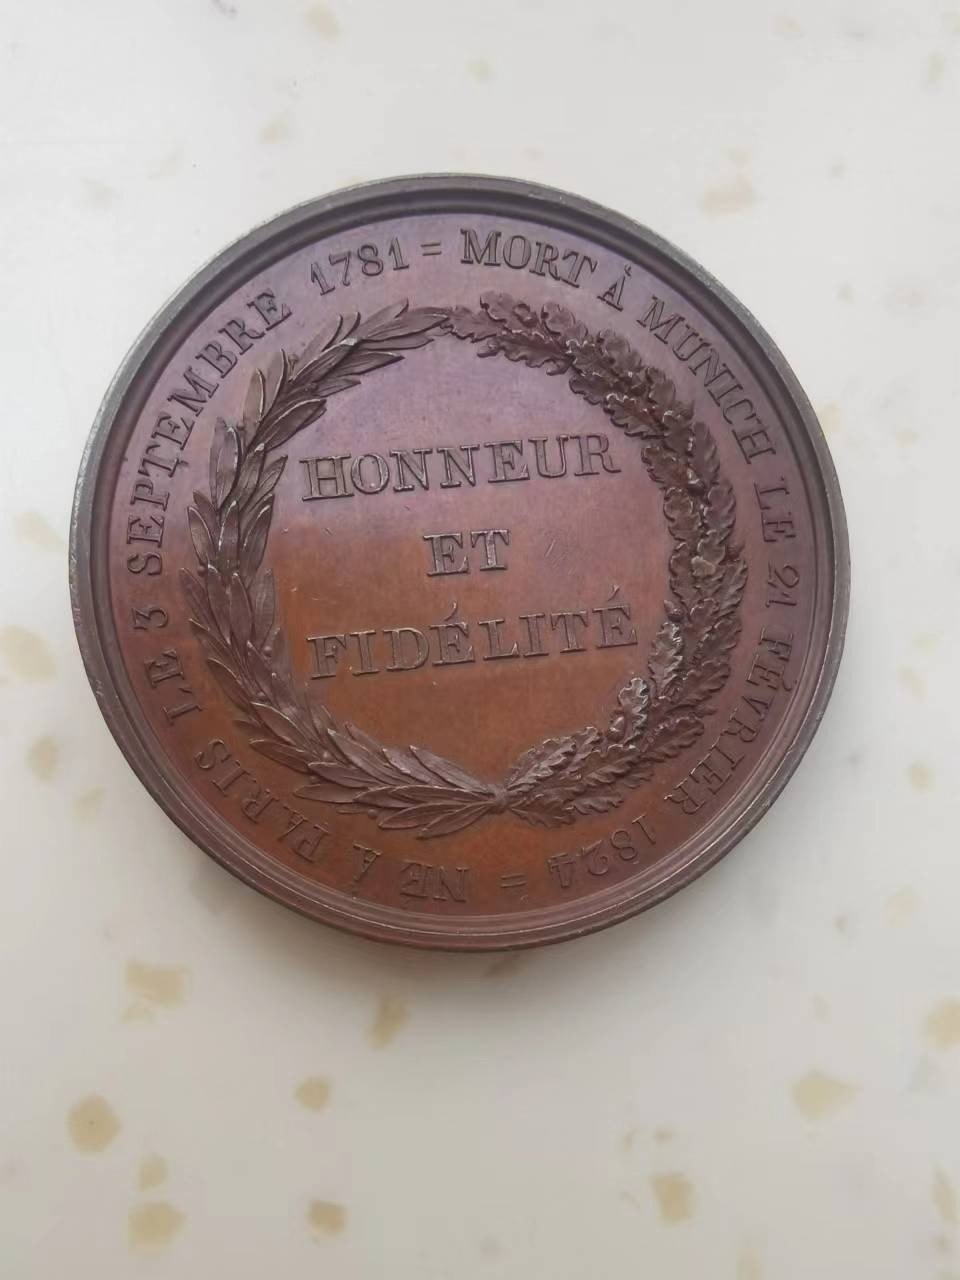 NÉ À PARIS LE 3 SEPTEMBRE 1781 = MORT À MUNICH LE 21 FÉVRIER 1824 =
HONNEUR
ET
FIDÉLITÉ